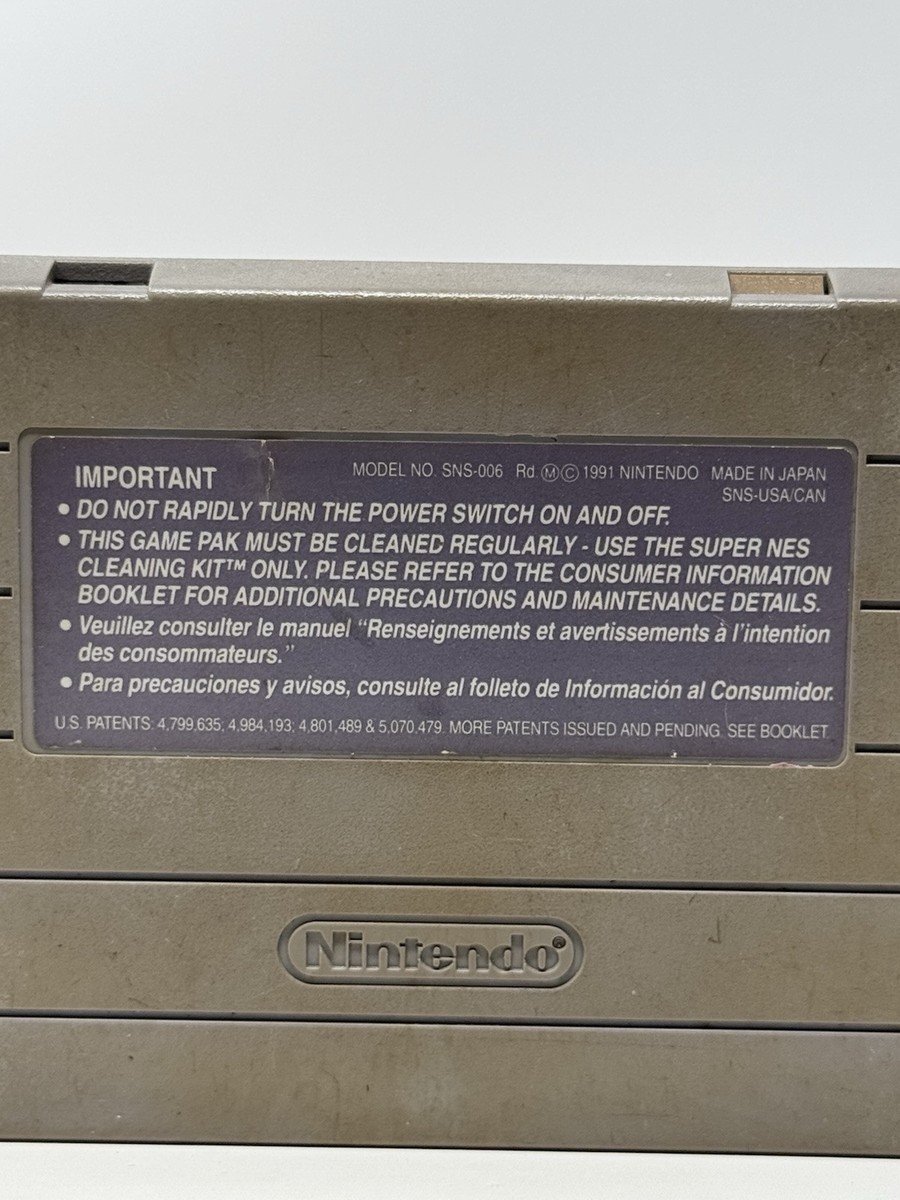 IMPORTANT MODEL NO. SNS-006 Rd. Ⓜ© 1991 NINTENDO MADE IN JAPAN
SNS-USA/CAN
• DO NOT RAPIDLY TURN THE POWER SWITCH ON AND OFF.
• THIS GAME PAK MUST BE CLEANED REGULARLY - USE THE SUPER NES
CLEANING KIT™ ONLY. PLEASE REFER TO THE CONSUMER INFORMATION
BOOKLET FOR ADDITIONAL PRECAUTIONS AND MAINTENANCE DETAILS.
• Veuillez consulter le manuel "Renseignements et avertissements à l'intention
des consommateurs."
• Para precauciones y avisos, consulte al folleto de Información al Consumidor.
U.S. PATENTS: 4,799,635; 4,984,193; 4,801,489 & 5,070,479. MORE PATENTS ISSUED AND PENDING. SEE BOOKLET.
Nintendo®